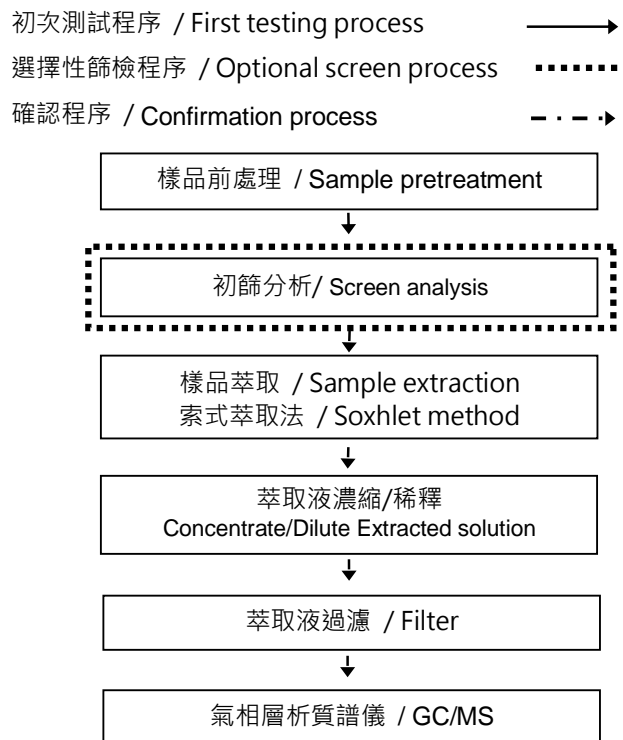 初次測試程序 / First testing process
選擇性篩檢程序 / Optional screen process
確認程序 / Confirmation process
樣品前處理 / Sample pretreatment
初篩分析/ Screen analysis
樣品萃取 / Sample extraction
索式萃取法 / Soxhlet method
萃取液濃縮/稀釋
Concentrate/Dilute Extracted solution
萃取液過濾 / Filter
氣相層析質譜儀 / GC/MS